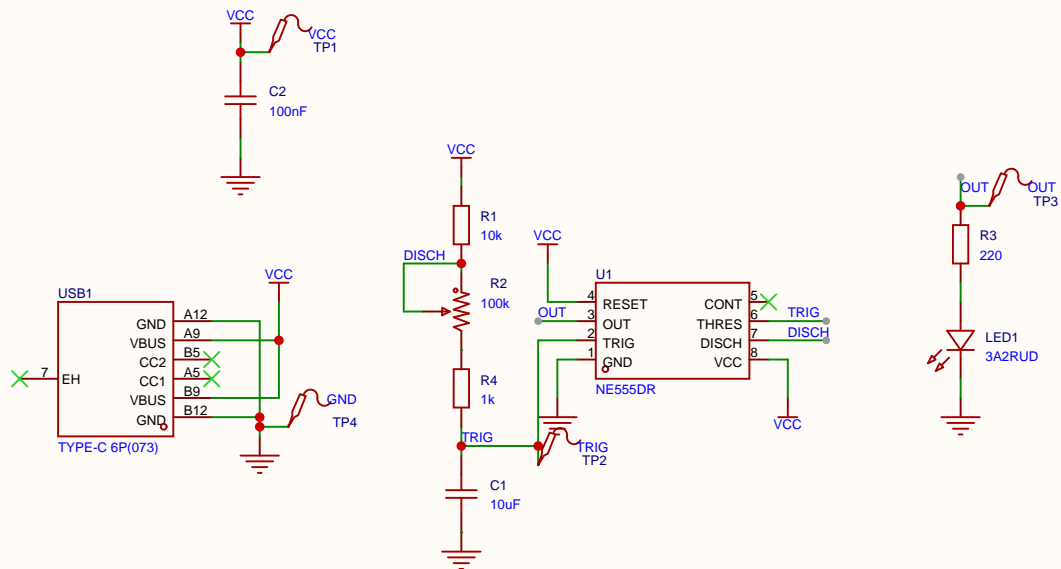 VCC
VCC
TP1
C2
100nF
VCC
R1
10k
DISCH
R2
100k
R4
1k
TRIG
C1
10uF
TRIG
TP2
VCC
U1
4 RESET
3 OUT
OUT
2 TRIG
1 GND
CONT 5
THRES 6
TRIG
DISCH 7
DISCH
VCC 8
NE555DR
VCC
USB1
VCC
GND A12
VBUS A9
CC2 B5
CC1 A5
VBUS B9
GND B12
7 EH
TYPE-C 6P(073)
GND
TP4
OUT
OUT
TP3
R3
220
LED1
3A2RUD